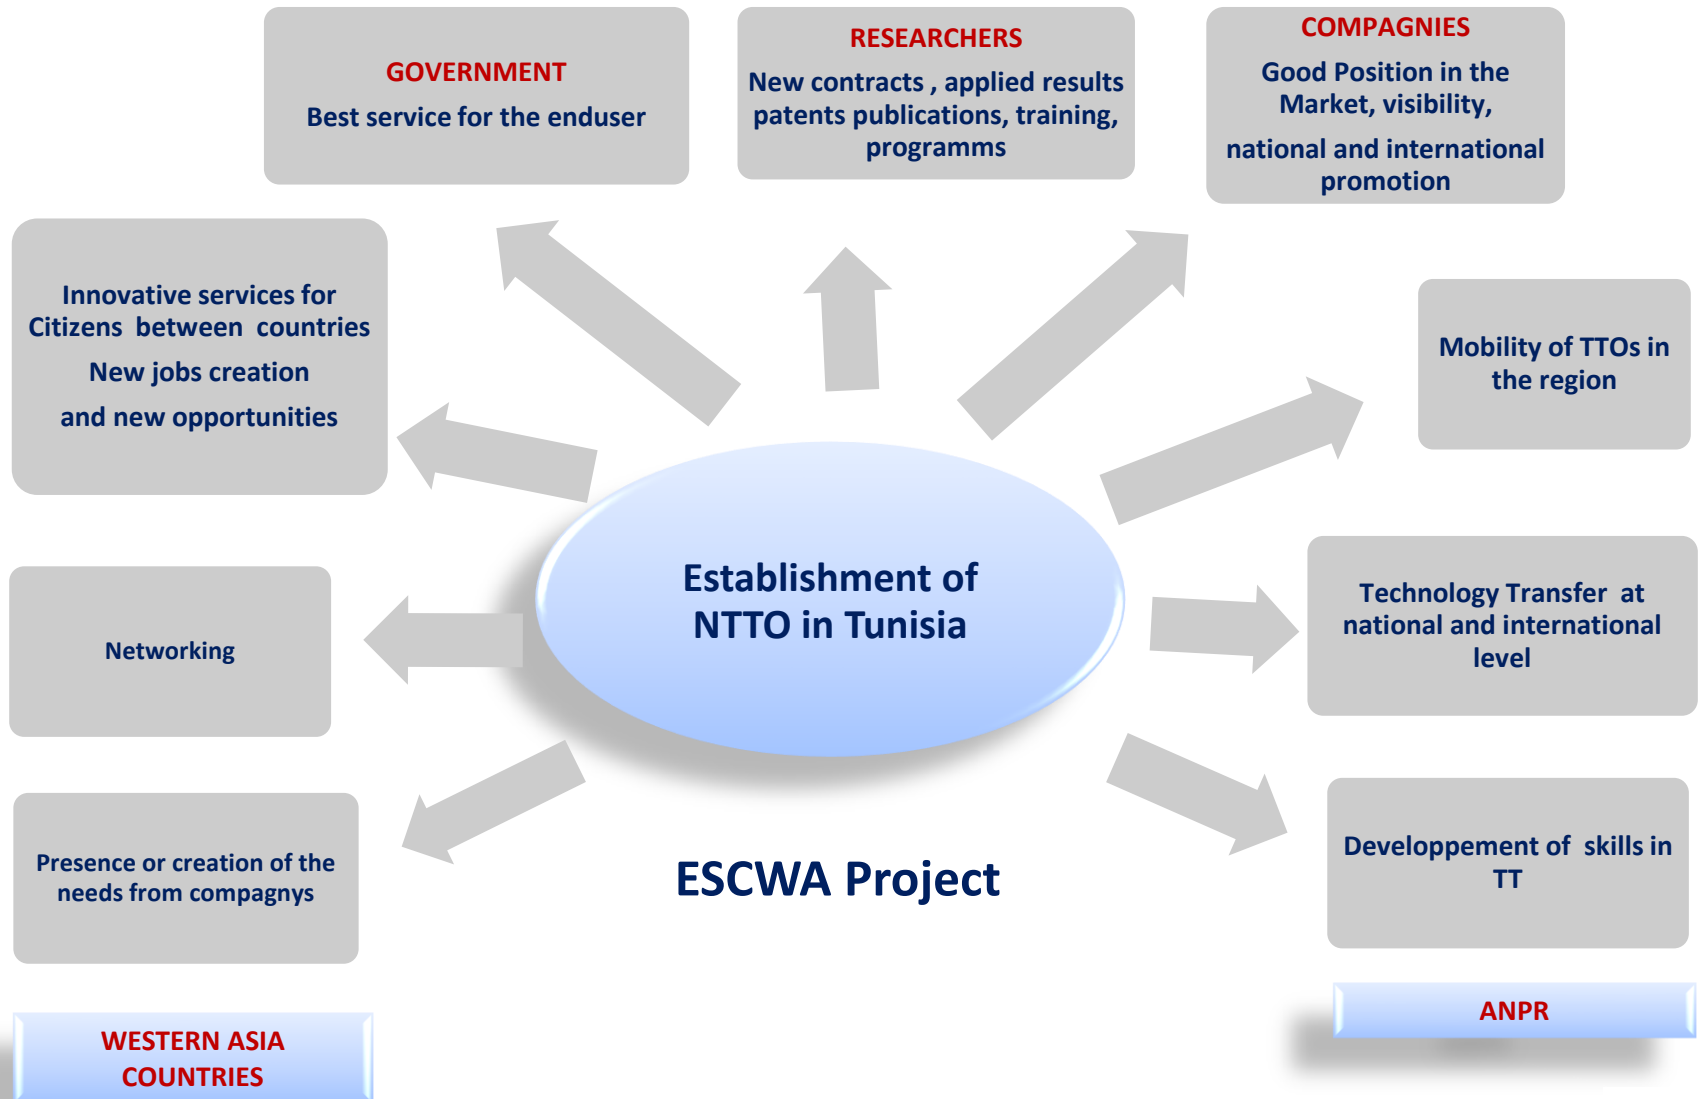 GOVERNMENT
Best service for the enduser
RESEARCHERS
New contracts , applied results
patents publications, training,
programms
COMPAGNIES
Good Position in the
Market, visibility,
national and international
promotion
Innovative services for
Citizens between countries
New jobs creation
and new opportunities
Mobility of TTOs in
the region
Establishment of
NTTO in Tunisia
Networking
Technology Transfer at
national and international
level
Presence or creation of the
needs from compagnys
ESCWA Project
Developpement of skills in
TT
WESTERN ASIA
COUNTRIES
ANPR